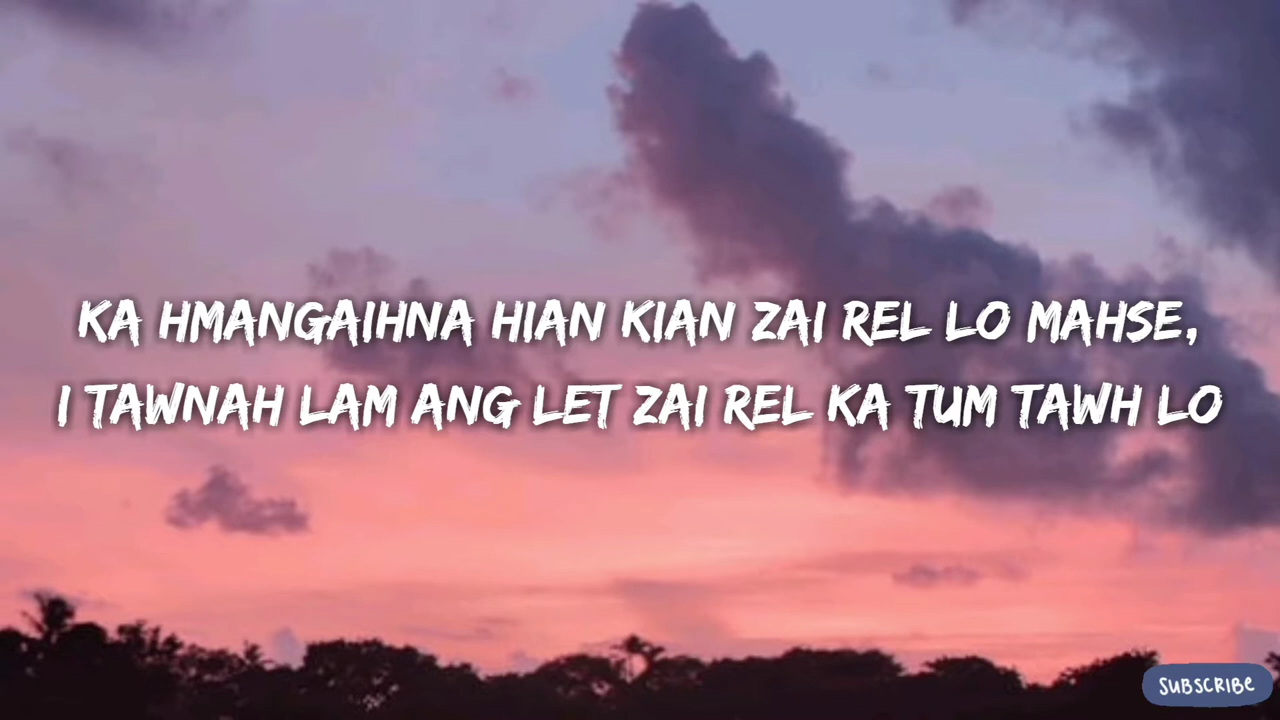 KA HMANGAIHNA HIAN KIAN ZAI REL LO MAHSE,
I TAWNAH LAM ANG LET ZAI REL KA TUM TAWH LO
SUBSCRIBE